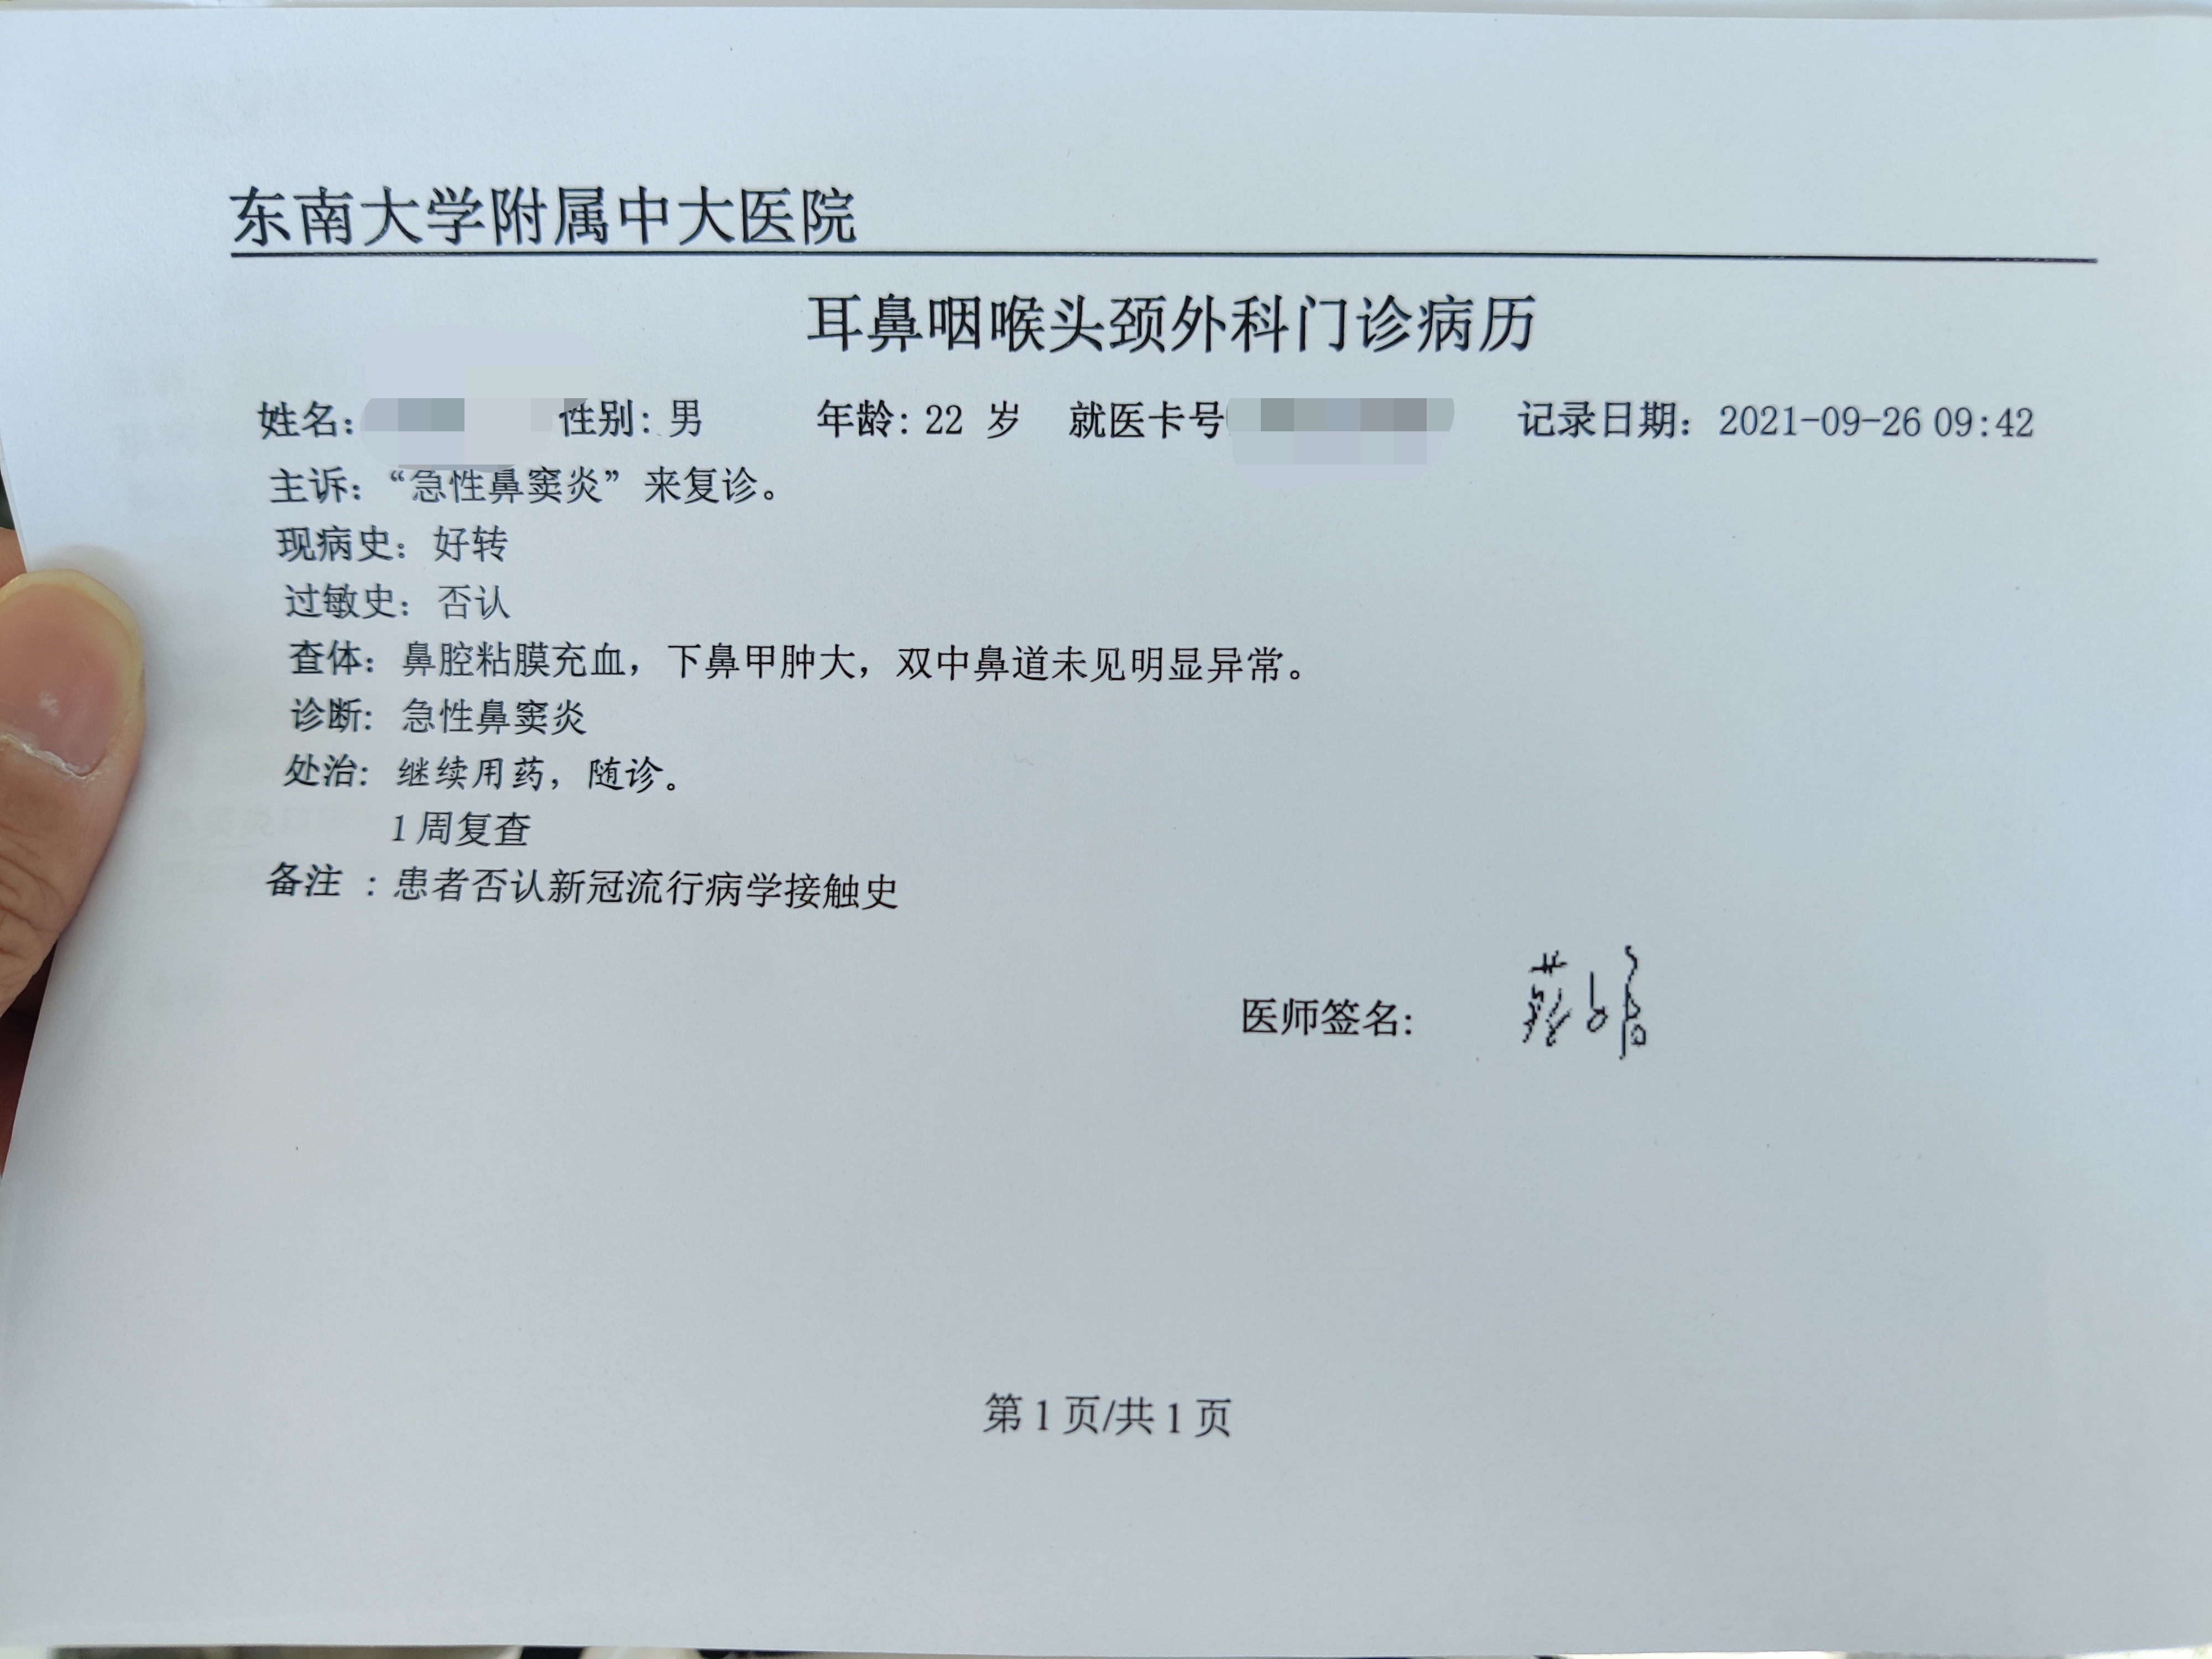 东南大学附属中大医院
耳鼻咽喉头颈外科门诊病历
姓名: 性别: 男 年龄: 22 岁 就医卡号 记录日期: 2021-09-26 09:42
主诉: “急性鼻窦炎” 来复诊。
现病史: 好转
过敏史: 否认
查体: 鼻腔粘膜充血, 下鼻甲肿大, 双中鼻道未见明显异常。
诊断: 急性鼻窦炎
处治: 继续用药, 随诊。
1周复查
备注 : 患者否认新冠流行病学接触史
医师签名:
第 1 页/共 1 页